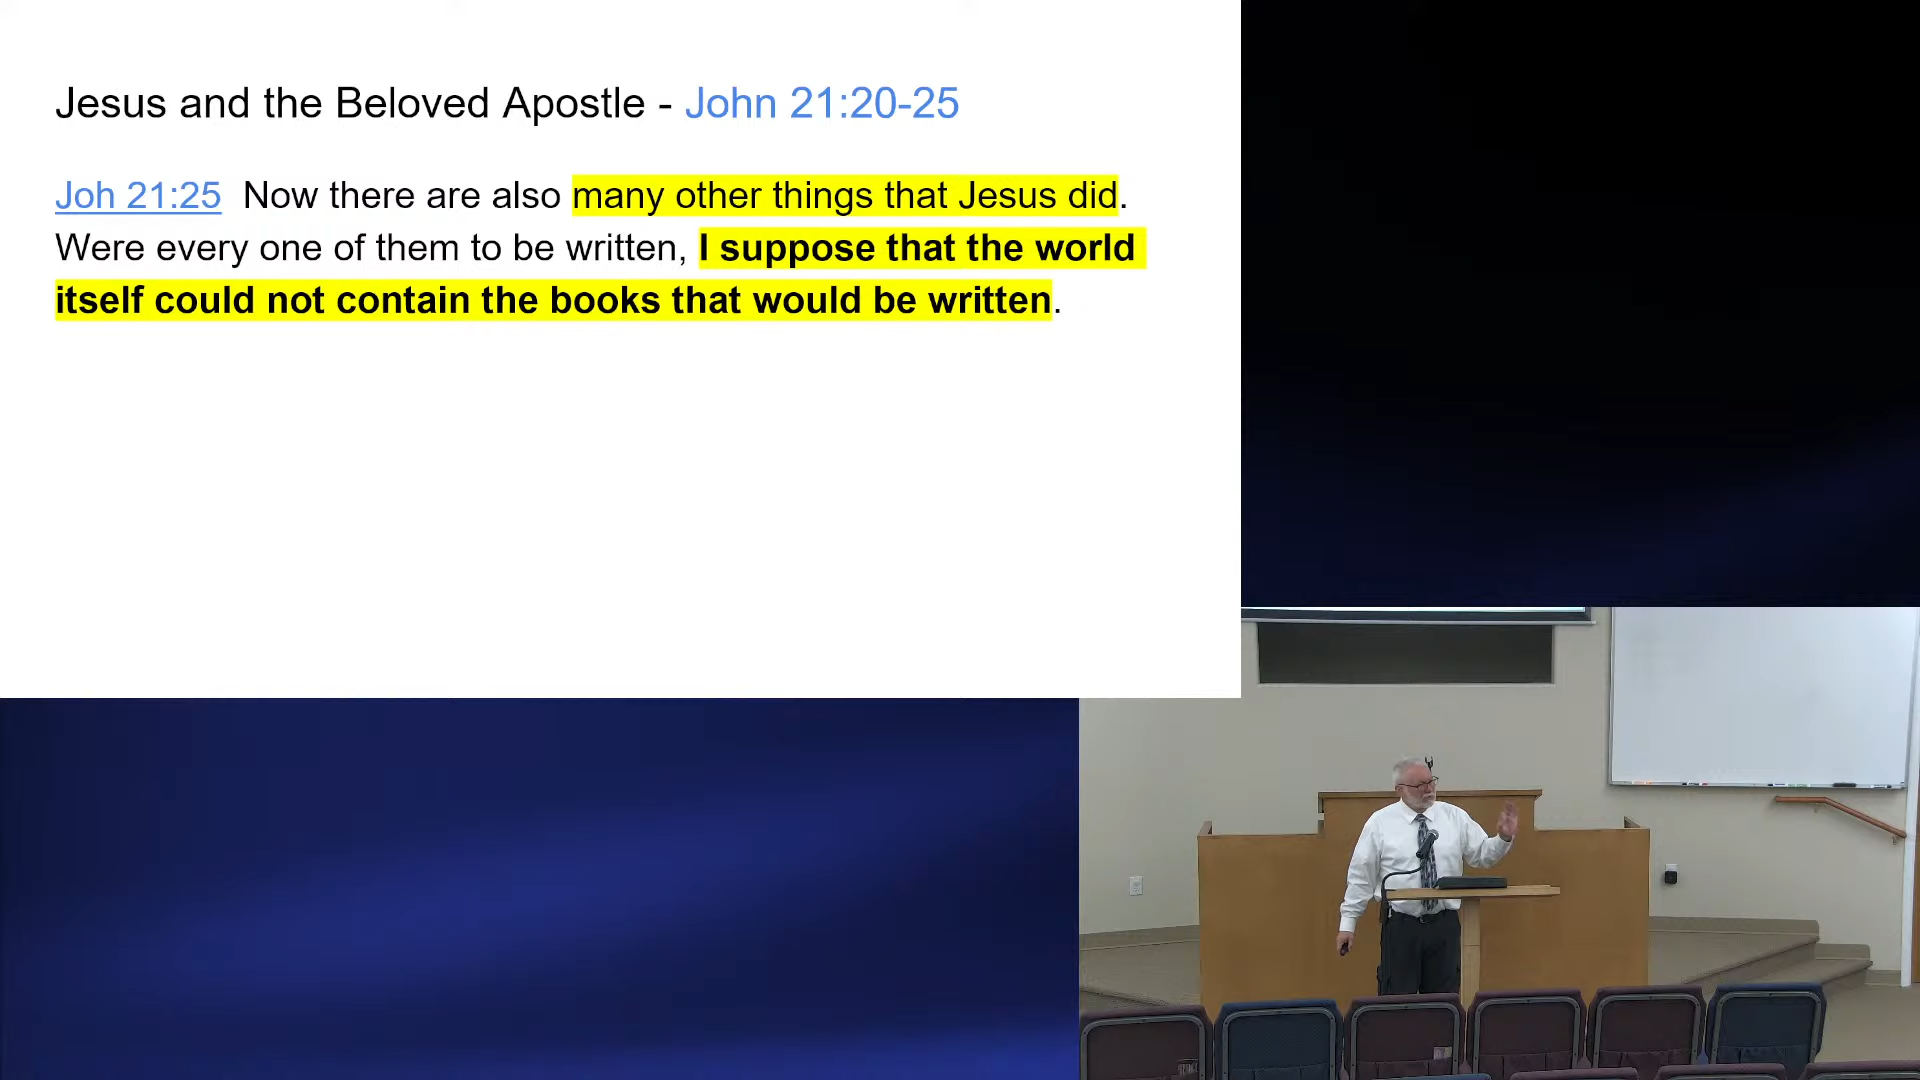 Jesus and the Beloved Apostle - John 21:20-25
Joh 21:25 Now there are also many other things that Jesus did.
Were every one of them to be written, I suppose that the world
itself could not contain the books that would be written.